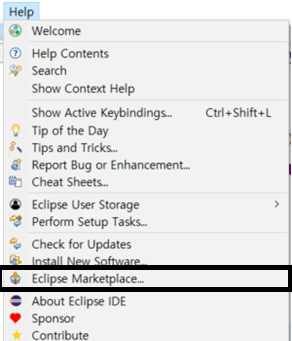 Help
Welcome
Help Contents
Search
Show Context Help
Show Active Keybindings... Ctrl+Shift+L
Tip of the Day
Tips and Tricks...
Report Bug or Enhancement...
Cheat Sheets...
Eclipse User Storage
Perform Setup Tasks...
Check for Updates
Install New Software...
Eclipse Marketplace...
About Eclipse IDE
Sponsor
Contribute